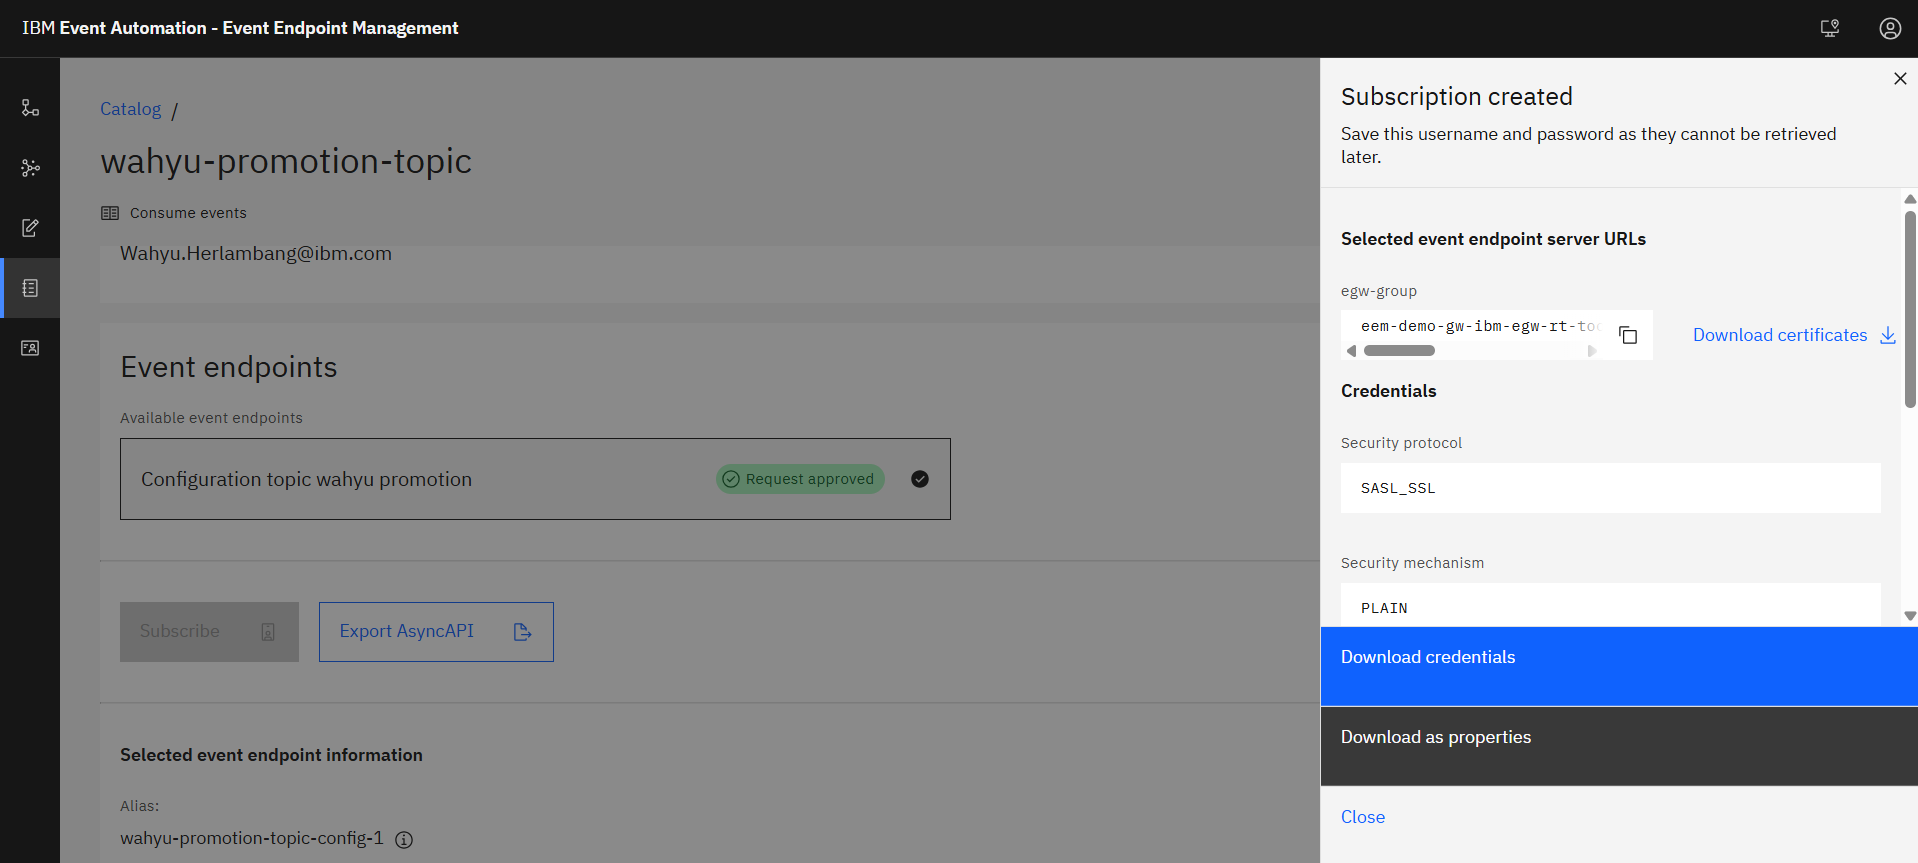 IBM Event Automation - Event Endpoint Management
Catalog /
wahyu-promotion-topic
Consume events
Wahyu.Herlambang@ibm.com
Event endpoints
Available event endpoints
Configuration topic wahyu promotion
Request approved
Subscribe
Export AsyncAPI
Selected event endpoint information
Alias:
wahyu-promotion-topic-config-1
Subscription created
Save this username and password as they cannot be retrieved
later.
Selected event endpoint server URLs
egw-group
eem-demo-gw-ibm-egw-rt-too
Download certificates
Credentials
Security protocol
SASL_SSL
Security mechanism
PLAIN
Download credentials
Download as properties
Close